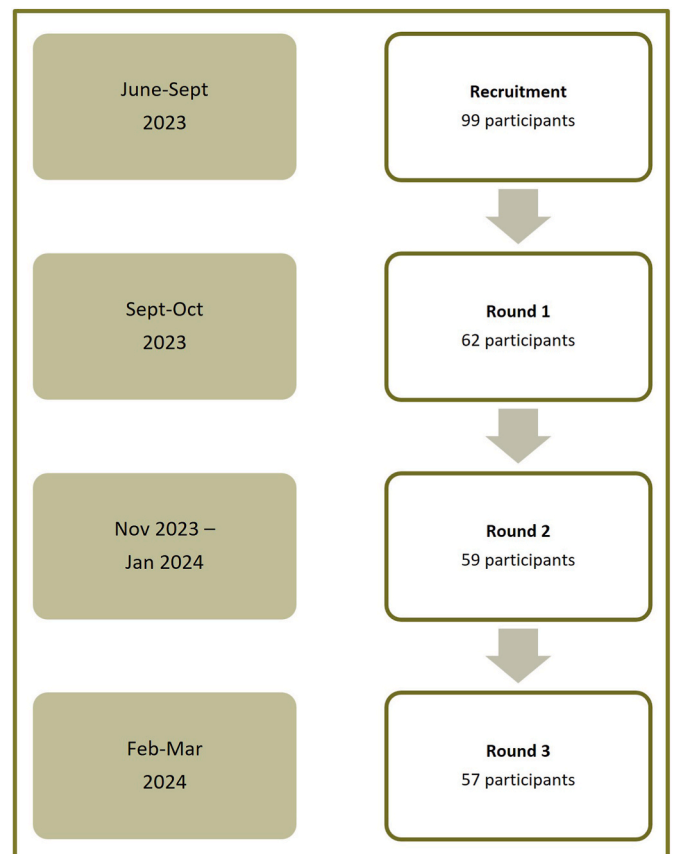 June-Sept
2023
Recruitment
99 participants
Sept-Oct
2023
Round 1
62 participants
Nov 2023 –
Jan 2024
Round 2
59 participants
Feb-Mar
2024
Round 3
57 participants